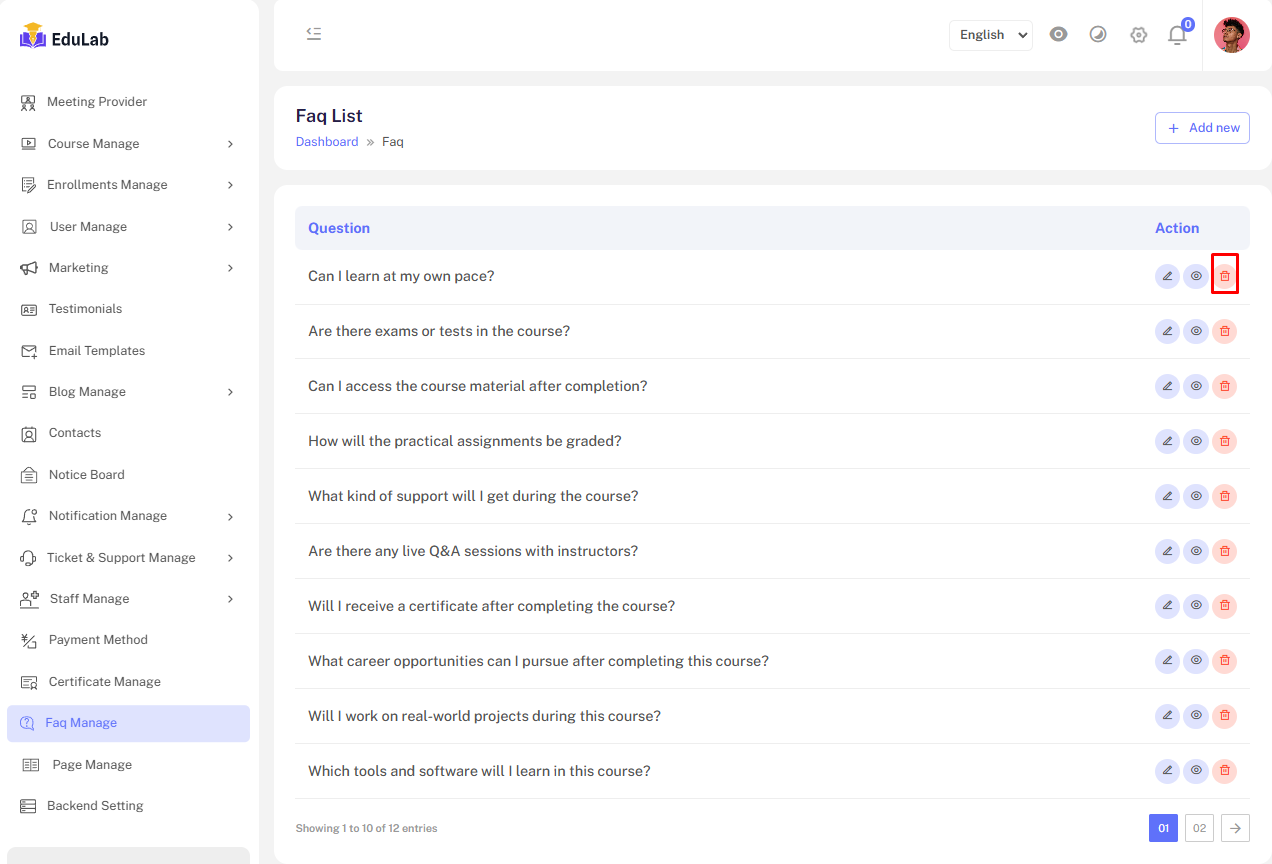 EduLab
English
0
Meeting Provider
Course Manage
Enrollments Manage
User Manage
Marketing
Testimonials
Email Templates
Blog Manage
Contacts
Notice Board
Notification Manage
Ticket & Support Manage
Staff Manage
Payment Method
Certificate Manage
Faq Manage
Page Manage
Backend Setting
Faq List
Dashboard » Faq
+ Add new
Question Action
Can I learn at my own pace?
Are there exams or tests in the course?
Can I access the course material after completion?
How will the practical assignments be graded?
What kind of support will I get during the course?
Are there any live Q&A sessions with instructors?
Will I receive a certificate after completing the course?
What career opportunities can I pursue after completing this course?
Will I work on real-world projects during this course?
Which tools and software will I learn in this course?
Showing 1 to 10 of 12 entries
01 02